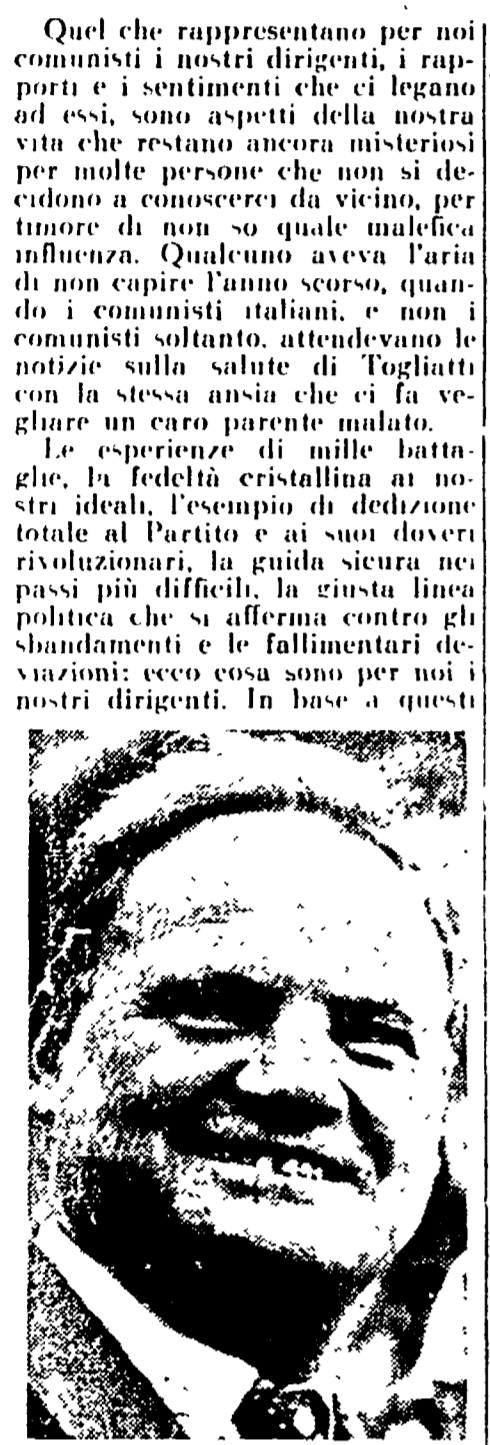 Quel che rappresentano per noi
comunisti i nostri dirigenti, i rap-
porti e i sentimenti che ci legano
ad essi, sono aspetti della nostra
vita che restano ancora misteriosi
per molte persone che non si de-
cidono a conoscerci da vicino, per
timore di non so quale malefica
influenza. Qualcuno aveva l'aria
di non capire l'anno scorso, quan-
do i comunisti italiani, e non i
comunisti soltanto, attendevano le
notizie sulla salute di Togliatti
con la stessa ansia che ci fa ve-
gliare un caro parente malato.
Le esperienze di mille batta-
glie, la fedeltà cristallina ai no-
stri ideali, l'esempio di dedizione
totale al Partito e ai suoi doveri
rivoluzionari, la guida sicura nei
passi più difficili, la giusta linea
politica che si afferma contro gli
sbandamenti e le fallimentari de-
viazioni: ecco cosa sono per noi i
nostri dirigenti. In base a questi